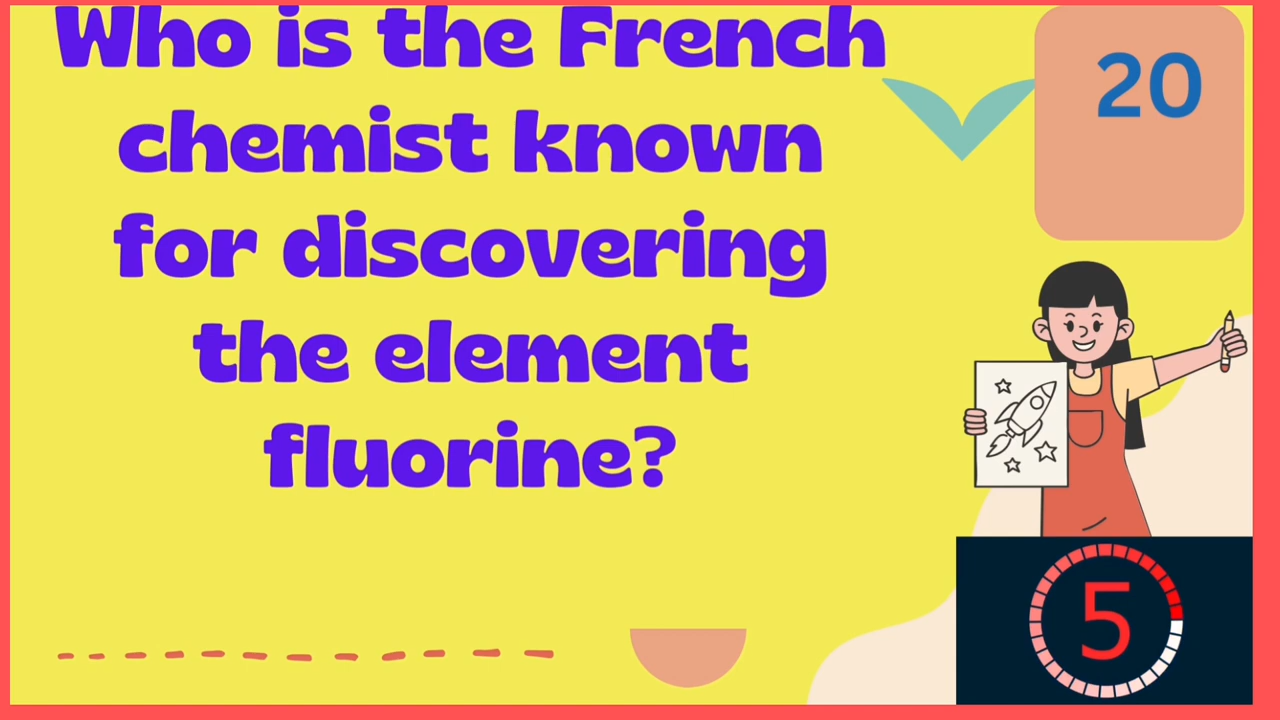 Who is the French
chemist known
for discovering
the element
fluorine?
20
5